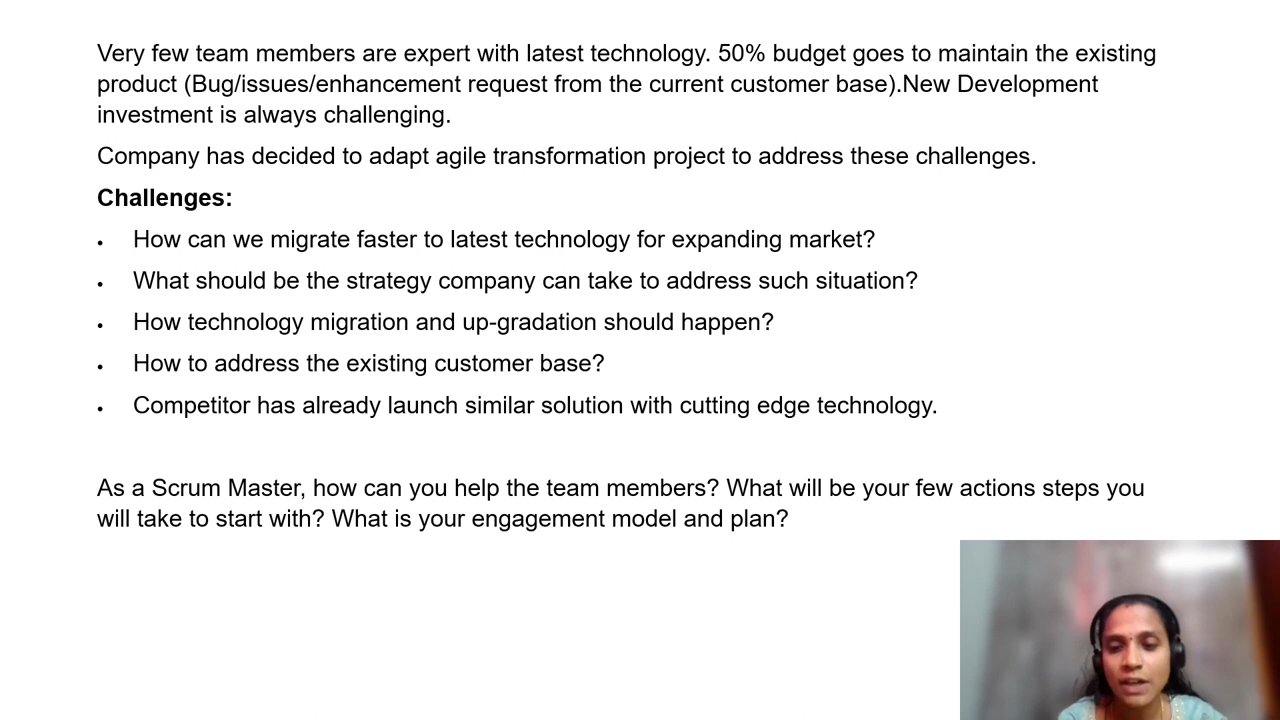 Very few team members are expert with latest technology. 50% budget goes to maintain the existing
product (Bug/issues/enhancement request from the current customer base).New Development
investment is always challenging.
Company has decided to adapt agile transformation project to address these challenges.
Challenges:
• How can we migrate faster to latest technology for expanding market?
• What should be the strategy company can take to address such situation?
• How technology migration and up-gradation should happen?
• How to address the existing customer base?
• Competitor has already launch similar solution with cutting edge technology.
As a Scrum Master, how can you help the team members? What will be your few actions steps you
will take to start with? What is your engagement model and plan?